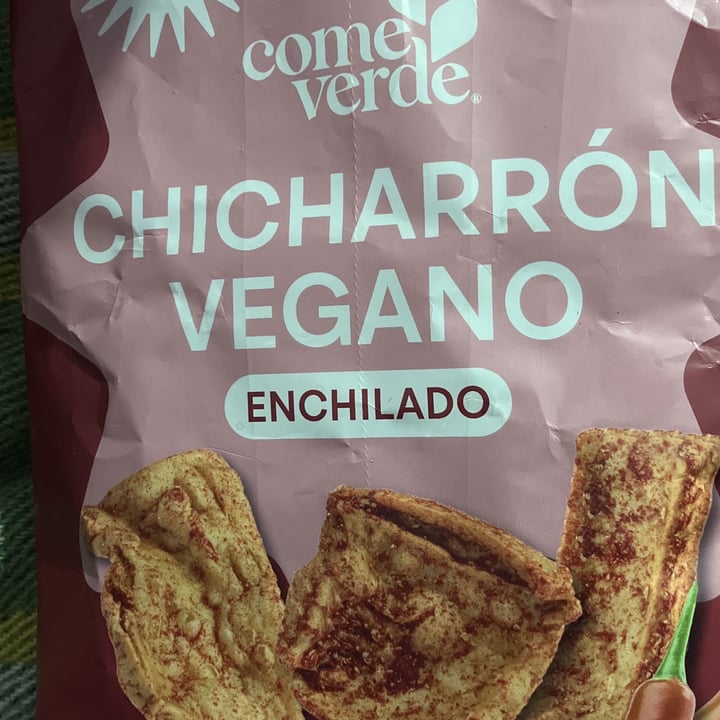 come
verde®
CHICHARRÓN
VEGANO
ENCHILADO